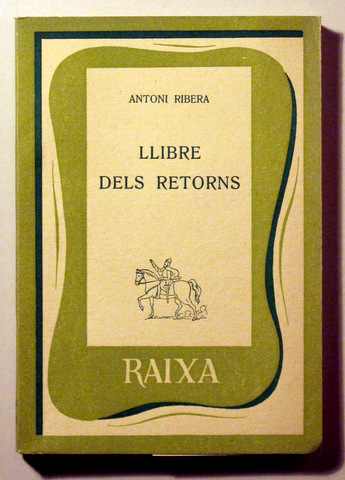 ANTONI RIBERA
LLIBRE
DELS RETORNS
RAIXA